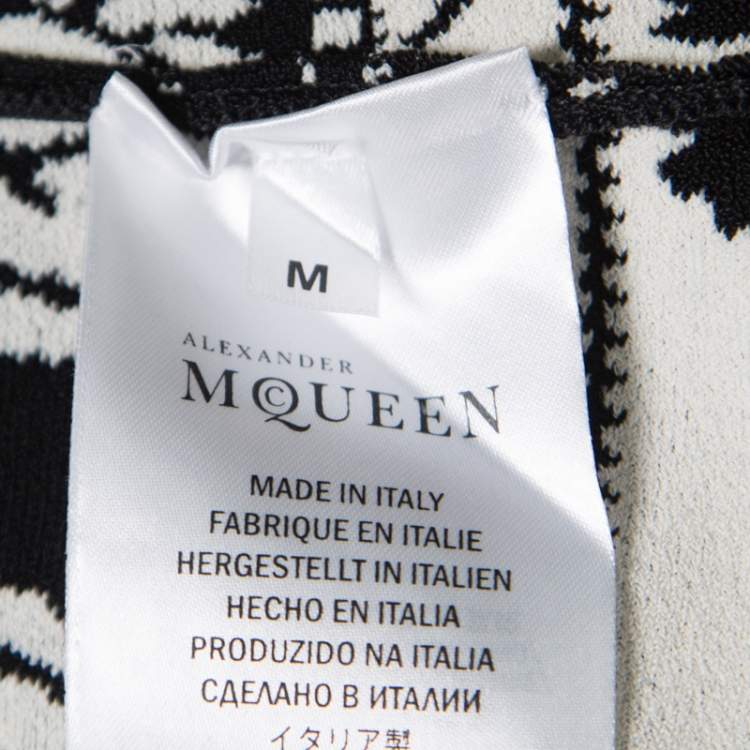 M
ALEXANDER
McQUEEN
MADE IN ITALY
FABRIQUE EN ITALIE
HERGESTELLT IN ITALIEN
HECHO EN ITALIA
PRODUZIDO NA ITALIA
СДЕЛАНО В ИТАЛИИ
イタリア製